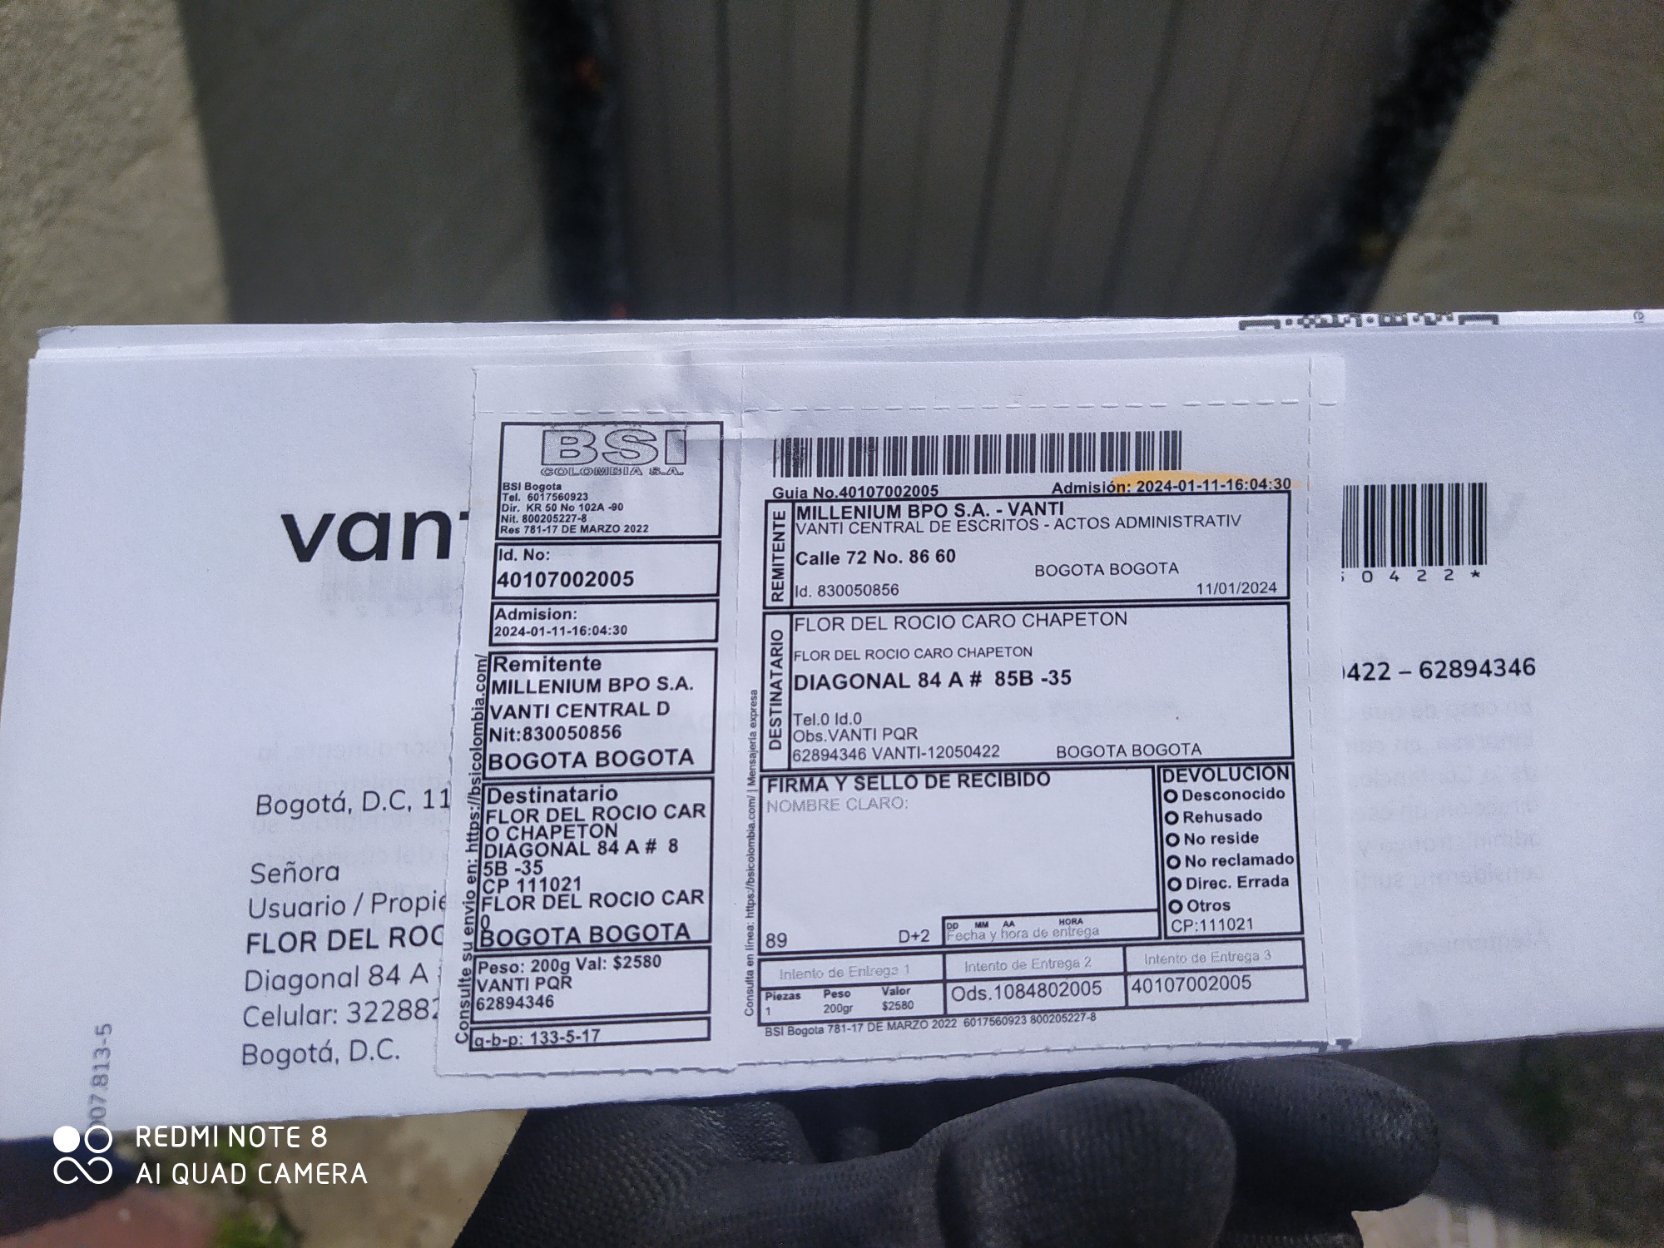 vanti
BSI
COLOMBIA S.A.
BSI Bogota
Tel. 6017560923
Dir. KR 50 No 102A -90
Nit. 800205227-8
Res 781-17 DE MARZO 2022
Id. No:
40107002005
Admision:
2024-01-11-16:04:30
Remitente
MILLENIUM BPO S.A.
VANTI CENTRAL D
Nit:830050856
BOGOTA BOGOTA
Destinatario
FLOR DEL ROCIO CAR
O CHAPETON
DIAGONAL 84 A # 8
5B -35
CP 111021
FLOR DEL ROCIO CAR
O
BOGOTA BOGOTA
Peso: 200g Val: $2580
VANTI PQR
62894346
q-b-p: 133-5-17
Consulte su envio en: https://bsicolombia.com/
Guia No.40107002005 Admisión: 2024-01-11-16:04:30
REMITENTE
MILLENIUM BPO S.A. - VANTI
VANTI CENTRAL DE ESCRITOS - ACTOS ADMINISTRATIV
Calle 72 No. 86 60
BOGOTA BOGOTA
Id. 830050856 11/01/2024
DESTINATARIO
FLOR DEL ROCIO CARO CHAPETON
FLOR DEL ROCIO CARO CHAPETON
DIAGONAL 84 A # 85B -35
Tel.0 Id.0
Obs.VANTI PQR
62894346 VANTI-12050422 BOGOTA BOGOTA
FIRMA Y SELLO DE RECIBIDO
NOMBRE CLARO:
89 D+2
DD MM AA HORA
Fecha y hora de entrega
DEVOLUCION
Desconocido
Rehusado
No reside
No reclamado
Direc. Errada
Otros
CP:111021
Intento de Entrega 1 Intento de Entrega 2 Intento de Entrega 3
Piezas Peso Valor
1 200gr $2580
Ods.1084802005
40107002005
BSI Bogota 781-17 DE MARZO 2022 6017560923 800205227-8
Consulta en línea: https://bsicolombia.com/ | Mensajería expresa
0422*
0422 – 62894346
Bogotá, D.C, 11
Señora
Usuario / Propie
FLOR DEL ROC
Diagonal 84 A
Celular: 322882
Bogotá, D.C.
007.813-5
REDMI NOTE 8
AI QUAD CAMERA